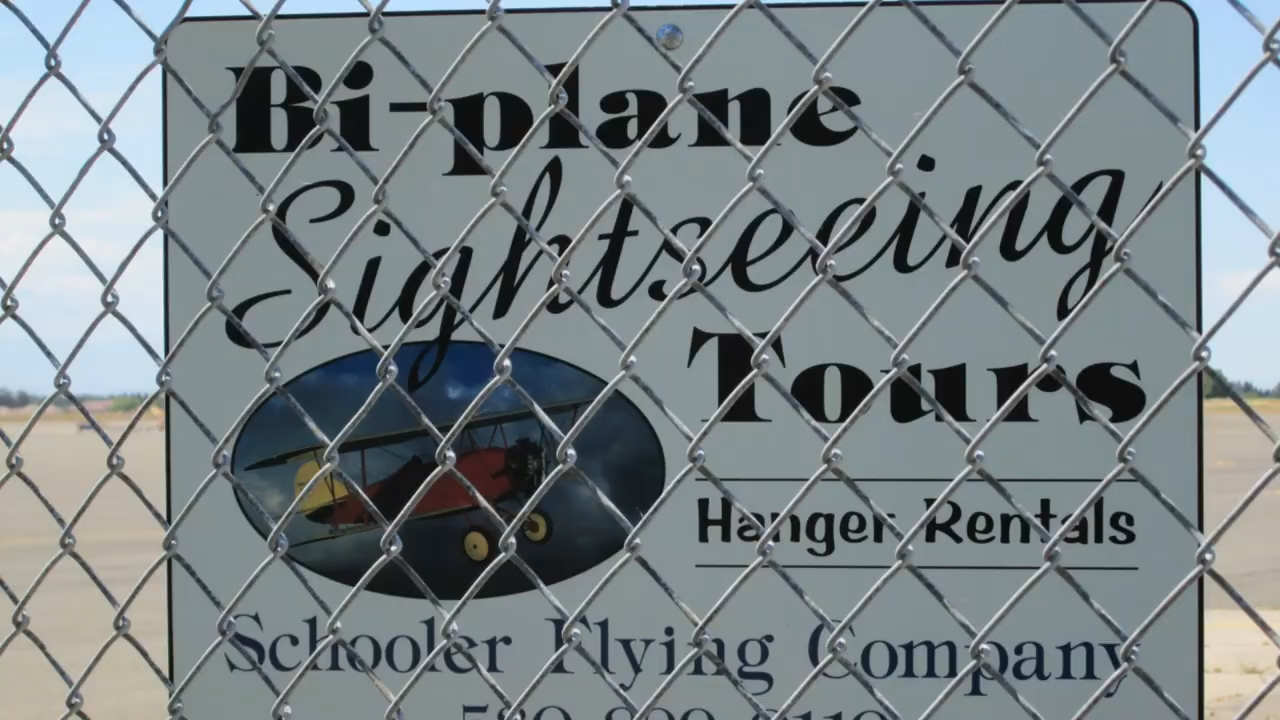 Bi-plane
Sightseeing
Tours
Hanger Rentals
Schooler Flying Company